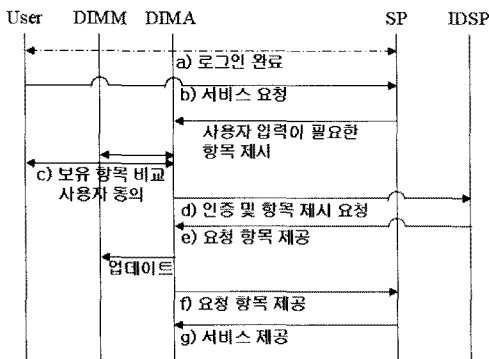 User DIMM DIMA SP IDSP
a) 로그인 완료
b) 서비스 요청
사용자 입력이 필요한
항목 제시
c) 보유 항목 비교
사용자 동의
d) 인증 및 항목 제시 요청
e) 요청 항목 제공
업데이트
f) 요청 항목 제공
g) 서비스 제공